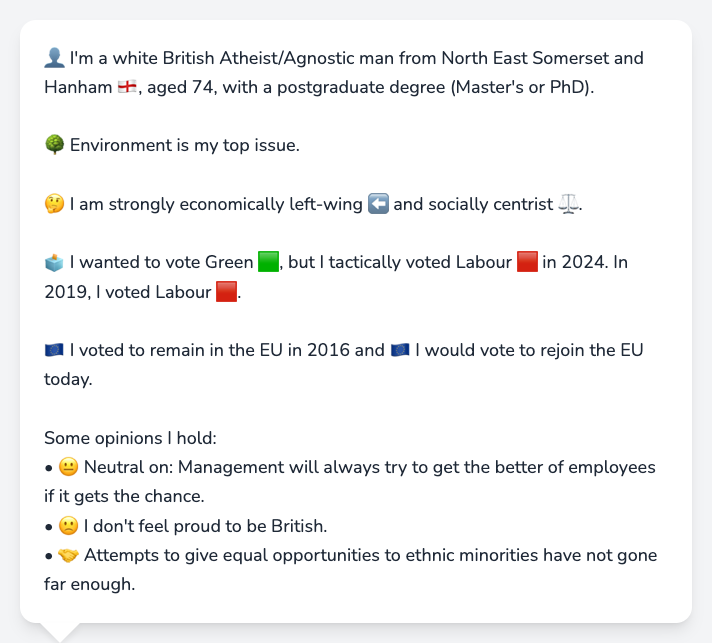 👤 I'm a white British Atheist/Agnostic man from North East Somerset and
Hanham 🏴󠁧󠁢󠁥󠁮󠁧󠁿, aged 74, with a postgraduate degree (Master's or PhD).
🌳 Environment is my top issue.
🤔 I am strongly economically left-wing ⬅️ and socially centrist ⚖️.
🗳️ I wanted to vote Green 🟩, but I tactically voted Labour 🟥 in 2024. In
2019, I voted Labour 🟥.
🇪🇺 I voted to remain in the EU in 2016 and 🇪🇺 I would vote to rejoin the EU
today.
Some opinions I hold:
• 😐 Neutral on: Management will always try to get the better of employees
if it gets the chance.
• 🙁 I don't feel proud to be British.
• 🤝 Attempts to give equal opportunities to ethnic minorities have not gone
far enough.